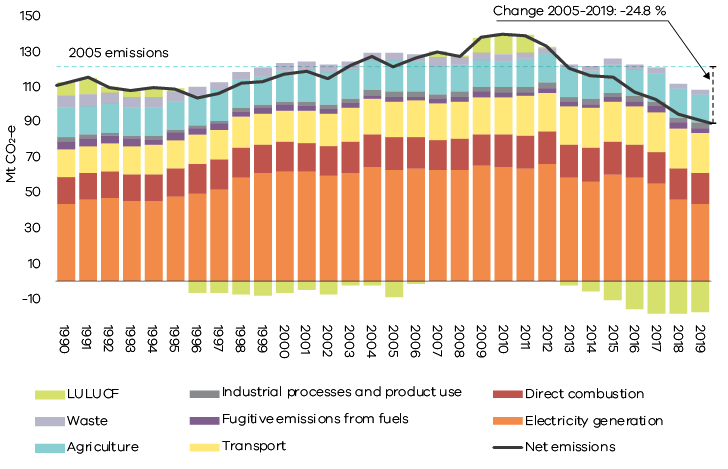 Change 2005-2019: -24.8 %
150
130
110
90
70
50
30
10
-10
Mt CO₂-e
2005 emissions
1990 1991 1992 1993 1994 1995 1996 1997 1998 1999 2000 2001 2002 2003 2004 2005 2006 2007 2008 2009 2010 2011 2012 2013 2014 2015 2016 2017 2018 2019
LULUCF
Industrial processes and product use
Direct combustion
Waste
Fugitive emissions from fuels
Electricity generation
Agriculture
Transport
Net emissions